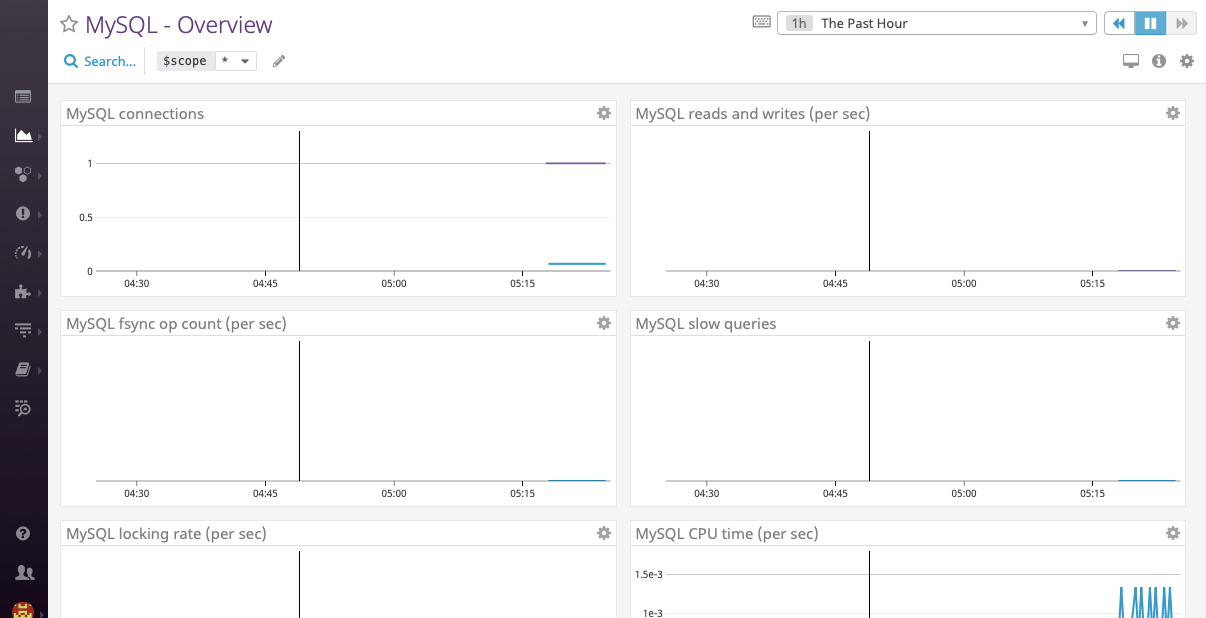 MySQL - Overview
1h The Past Hour
Search...
$scope *
MySQL connections
1
0.5
0
04:30 04:45 05:00 05:15
MySQL reads and writes (per sec)
04:30 04:45 05:00 05:15
MySQL fsync op count (per sec)
04:30 04:45 05:00 05:15
MySQL slow queries
04:30 04:45 05:00 05:15
MySQL locking rate (per sec)
MySQL CPU time (per sec)
1.5e-3
1e-3